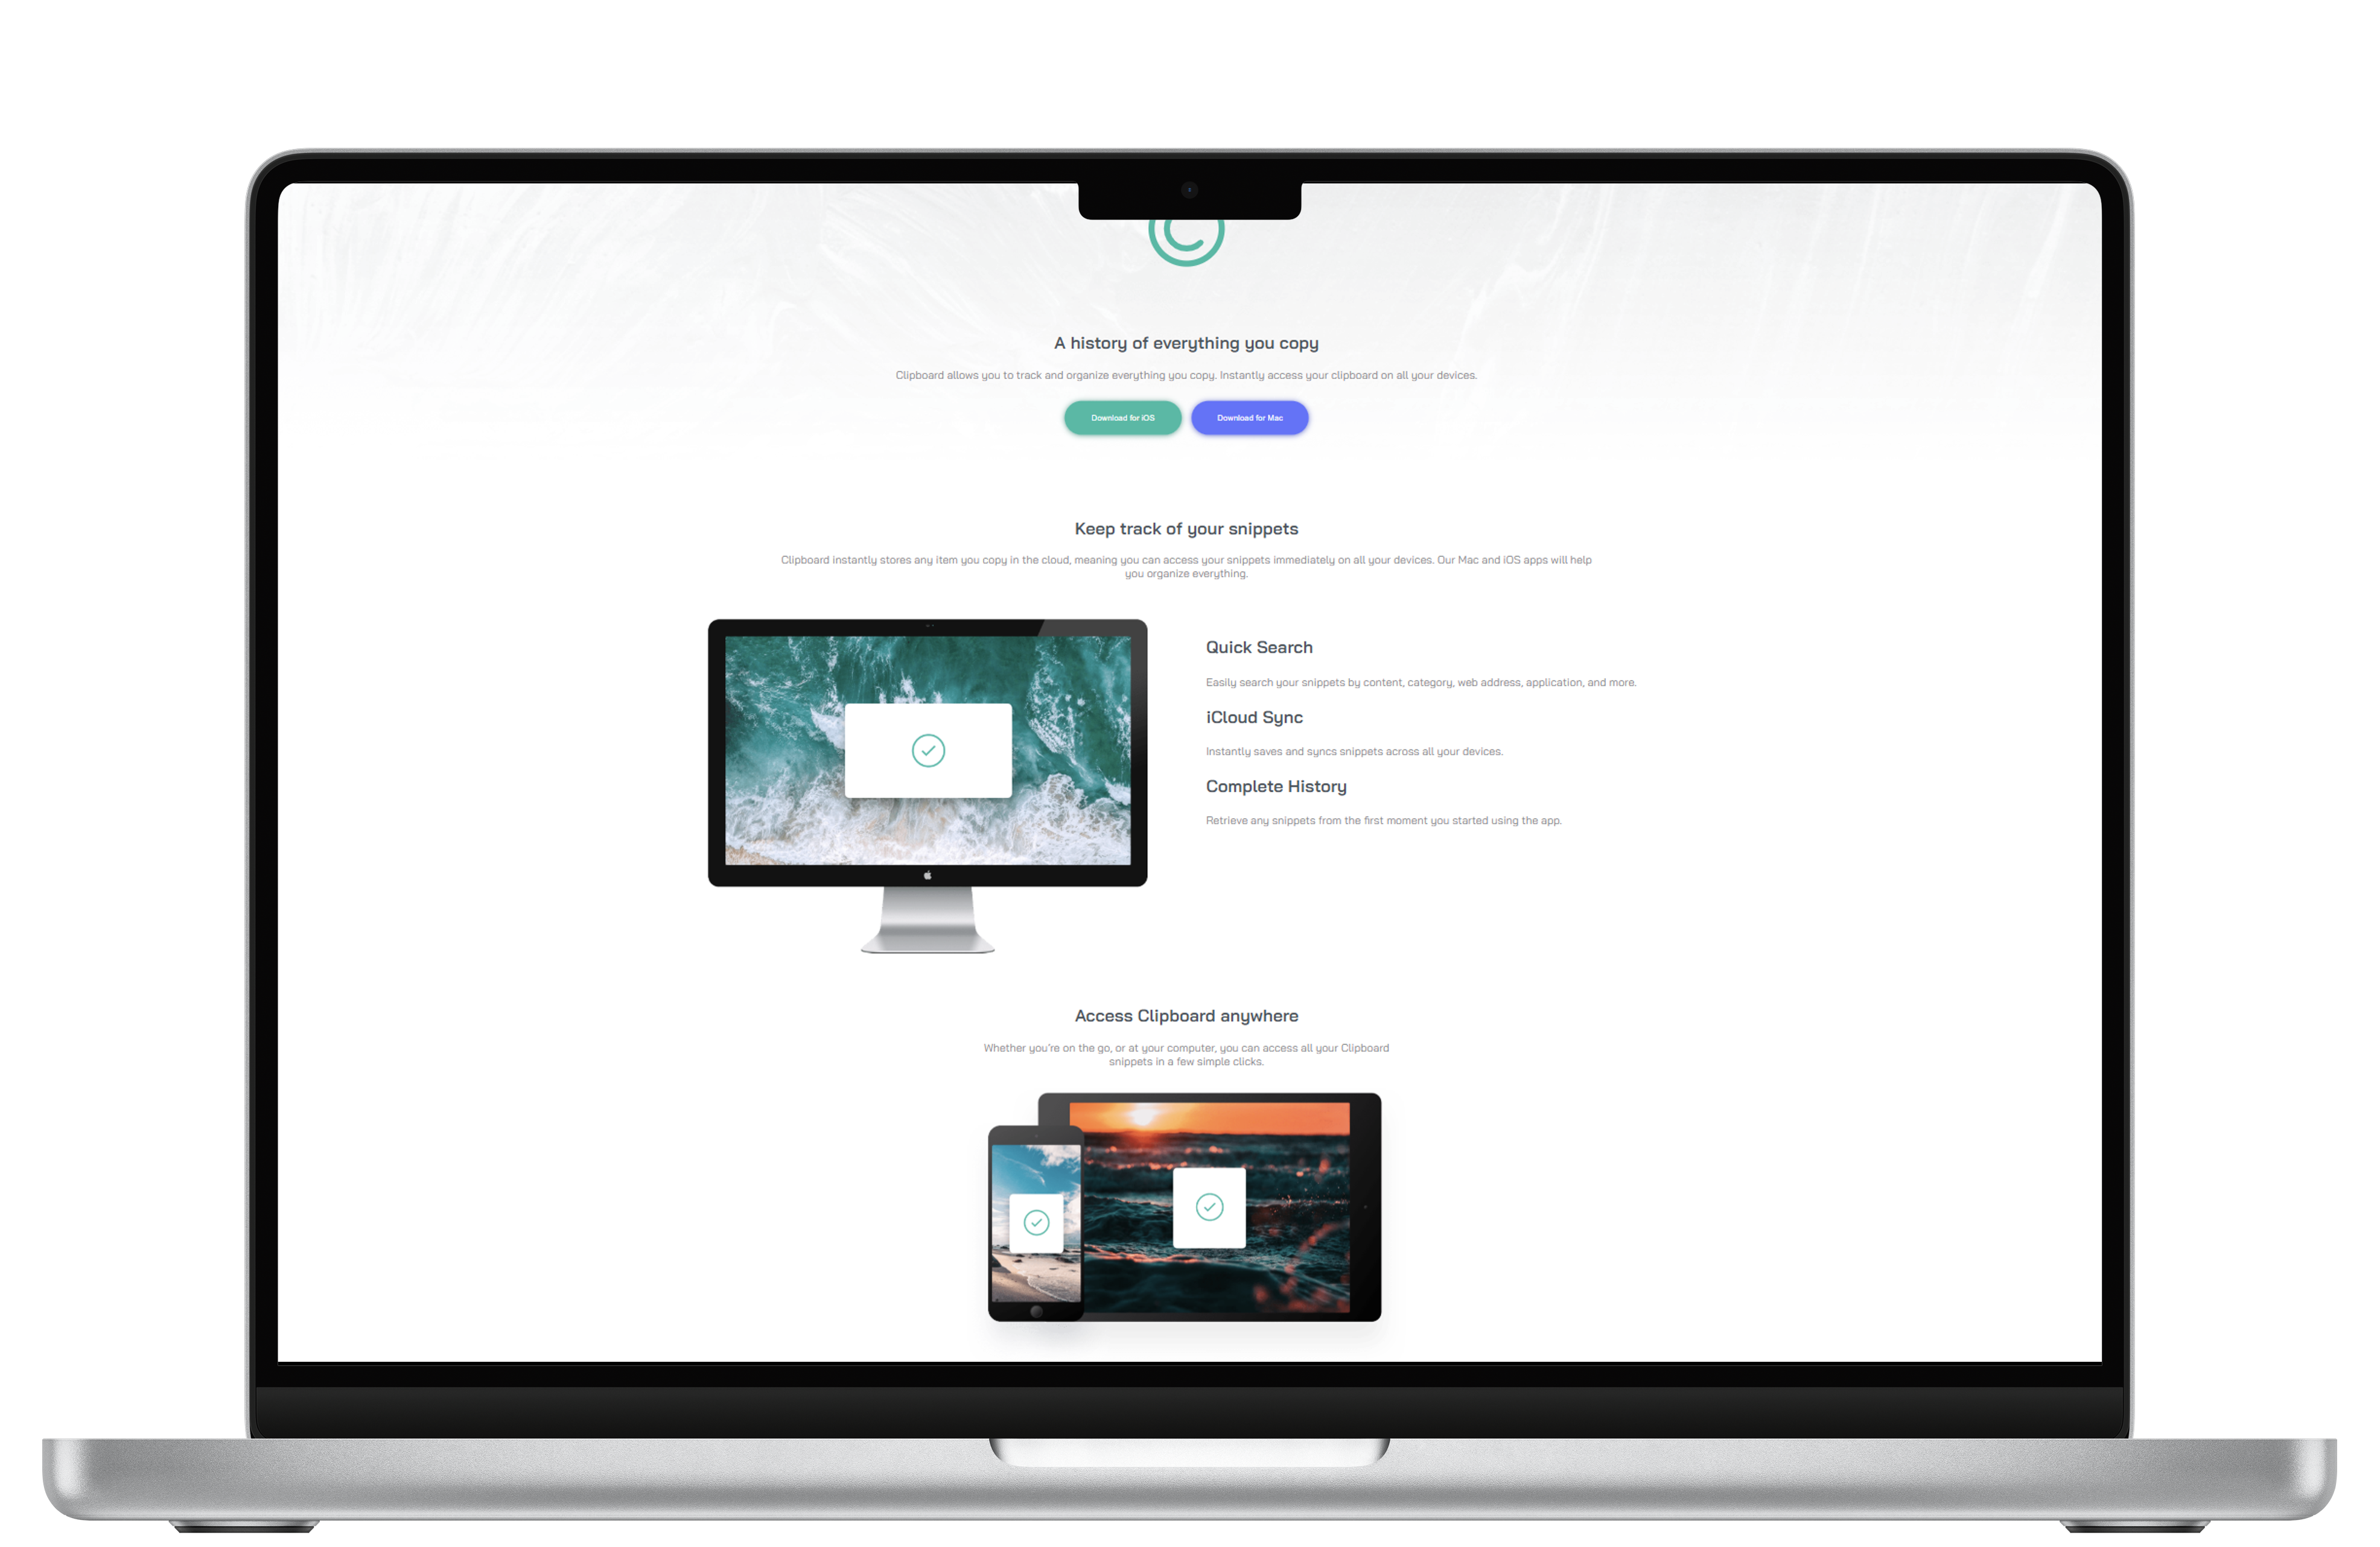 A history of everything you copy
Clipboard allows you to track and organize everything you copy. Instantly access your clipboard on all your devices.
Download for iOS Download for Mac
Keep track of your snippets
Clipboard instantly stores any item you copy in the cloud, meaning you can access your snippets immediately on all your devices. Our Mac and iOS apps will help
you organize everything.
Quick Search
Easily search your snippets by content, category, web address, application, and more.
iCloud Sync
Instantly saves and syncs snippets across all your devices.
Complete History
Retrieve any snippets from the first moment you started using the app.
Access Clipboard anywhere
Whether you're on the go, or at your computer, you can access all your Clipboard
snippets in a few simple clicks.